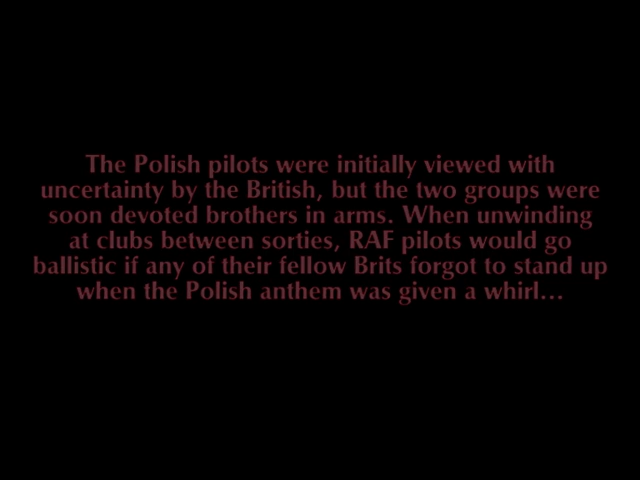 The Polish pilots were initially viewed with
uncertainty by the British, but the two groups were
soon devoted brothers in arms. When unwinding
at clubs between sorties, RAF pilots would go
ballistic if any of their fellow Brits forgot to stand up
when the Polish anthem was given a whirl...